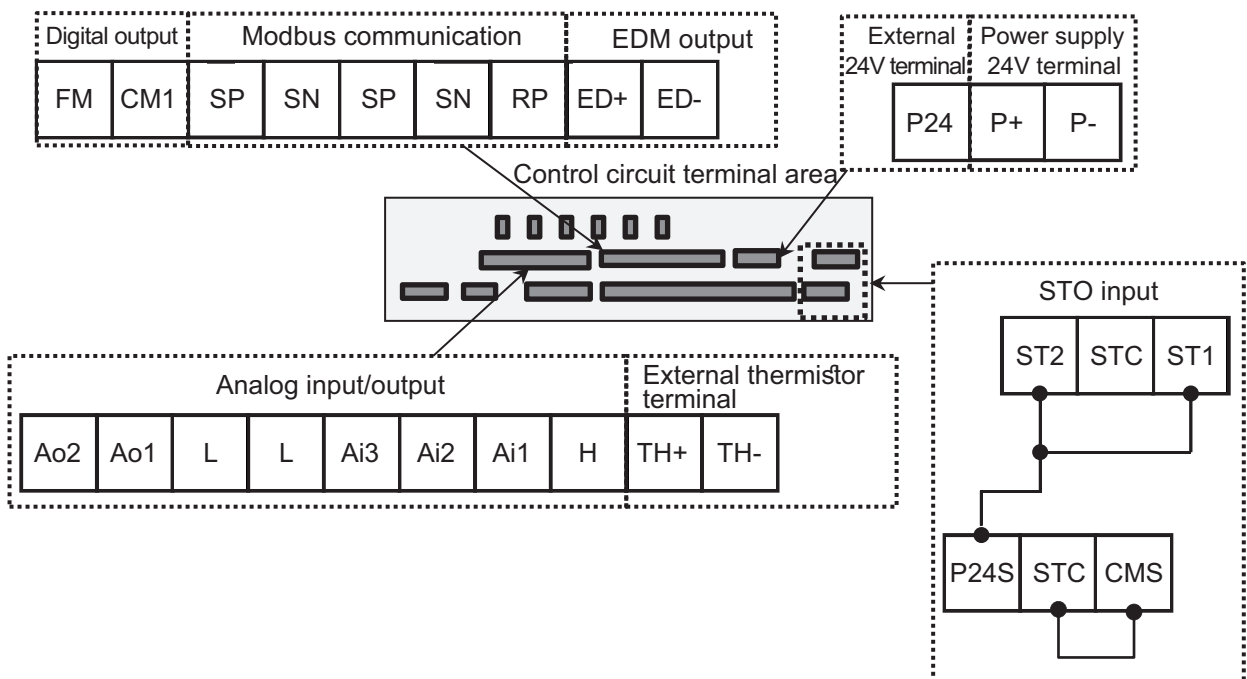 Digital output
Modbus communication
EDM output
FM CM1 SP SN SP SN RP ED+ ED-
External
24V terminal
Power supply
24V terminal
P24 P+ P-
Control circuit terminal area
Analog input/output
External thermistor
terminal
Ao2 Ao1 L L Ai3 Ai2 Ai1 H TH+ TH-
STO input
ST2 STC ST1
P24S STC CMS